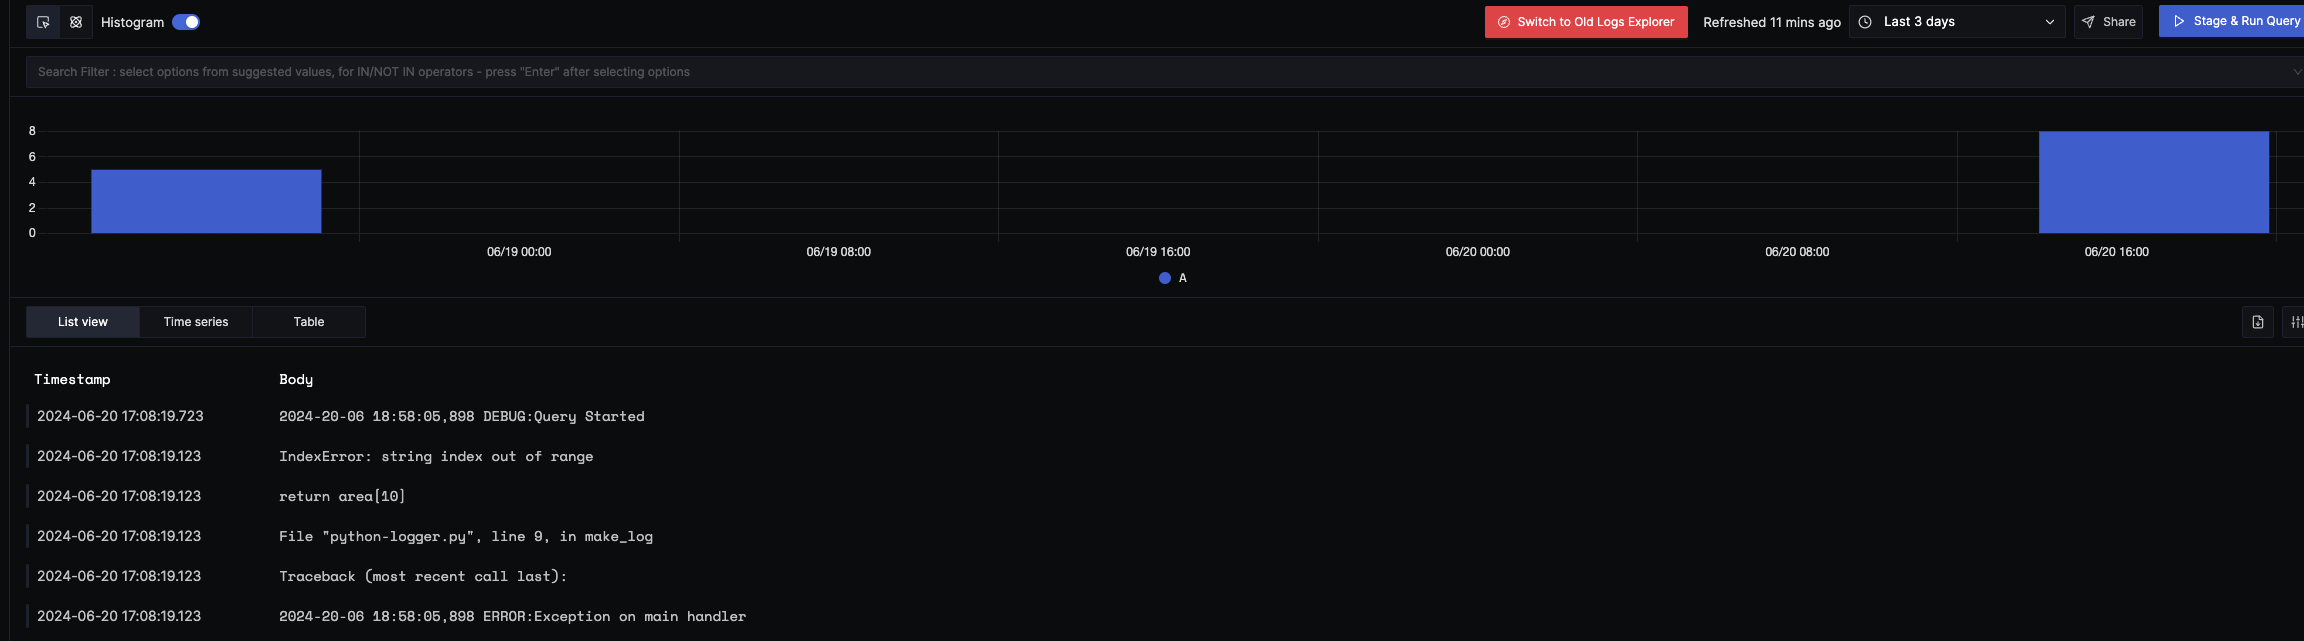 Histogram
Switch to Old Logs Explorer
Refreshed 11 mins ago
Last 3 days
Share
Stage & Run Query
Search Filter : select options from suggested values, for IN/NOT IN operators - press "Enter" after selecting options
8
6
4
2
0
06/19 00:00 06/19 08:00 06/19 16:00 06/20 00:00 06/20 08:00 06/20 16:00
A
List view Time series Table
Timestamp Body
2024-06-20 17:08:19.723 2024-20-06 18:58:05,898 DEBUG:Query Started
2024-06-20 17:08:19.123 IndexError: string index out of range
2024-06-20 17:08:19.123 return area[10]
2024-06-20 17:08:19.123 File "python-logger.py", line 9, in make_log
2024-06-20 17:08:19.123 Traceback (most recent call last):
2024-06-20 17:08:19.123 2024-20-06 18:58:05,898 ERROR:Exception on main handler